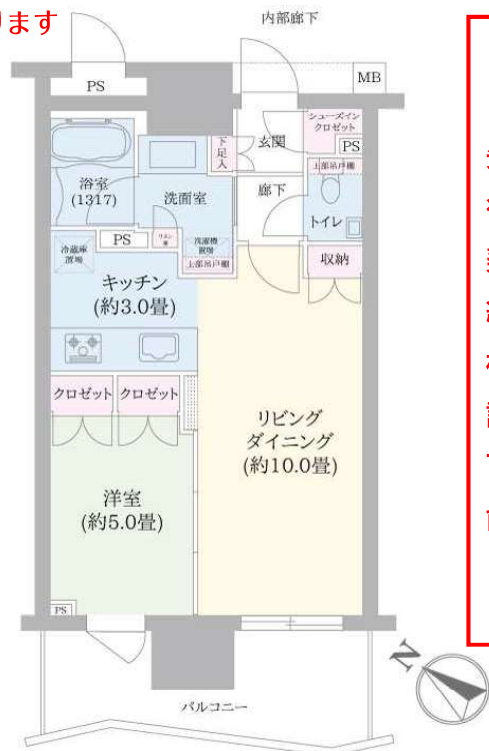 ります
内部廊下
PS
MB
シューズイン
クロゼット
下足入
玄関
PS
浴室
(1317)
洗面室
上部吊戸棚
廊下
トイレ
冷蔵庫
置場
PS
リネン庫
洗濯機
置場
上部吊戸棚
収納
キッチン
(約3.0畳)
クロゼット
クロゼット
リビング
ダイニング
(約10.0畳)
洋室
(約5.0畳)
PS
バルコニー
N